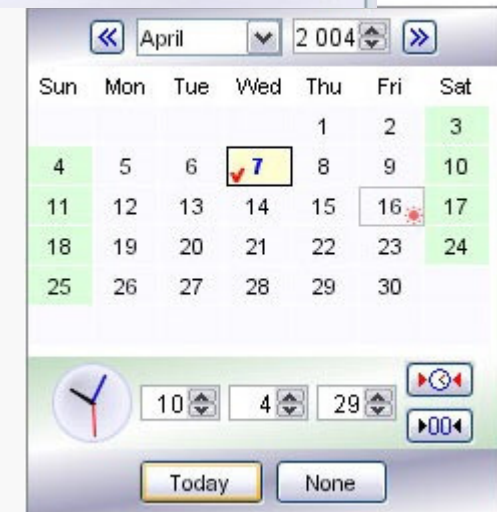 April 2 004
Sun Mon Tue Wed Thu Fri Sat
1 2 3
4 5 6 7 8 9 10
11 12 13 14 15 16 17
18 19 20 21 22 23 24
25 26 27 28 29 30
10 4 29
00
Today None